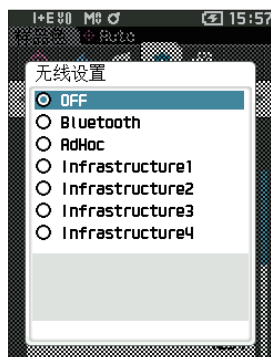 I+E M 15:57
Auto
无线设置
OFF
Bluetooth
AdHoc
Infrastructure1
Infrastructure2
Infrastructure3
Infrastructure4